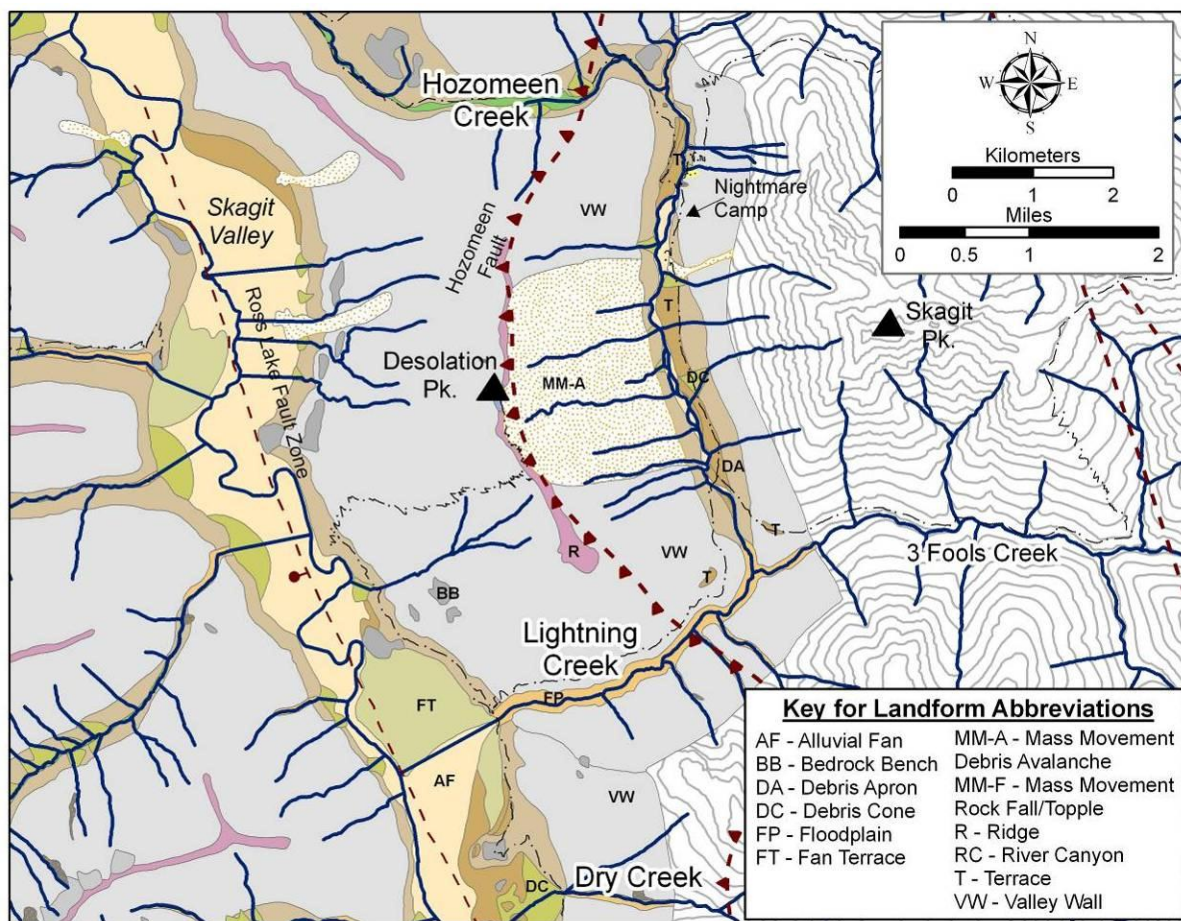 Hozomeen
Creek
N
W E
S
Kilometers
0 1 2
Miles
0 0.5 1 2
T
Nightmare
Camp
Skagit
Valley
VW
Hozomeen
Fault
Ross Lake Fault Zone
T
Skagit
Pk.
Desolation
Pk.
MM-A
DC
DA
T
3 Fools Creek
R
VW
T
BB
Lightning
Creek
FP
FT
AF
VW
DC
Dry Creek
Key for Landform Abbreviations
AF - Alluvial Fan
BB - Bedrock Bench
DA - Debris Apron
DC - Debris Cone
FP - Floodplain
FT - Fan Terrace
MM-A - Mass Movement
Debris Avalanche
MM-F - Mass Movement
Rock Fall/Topple
R - Ridge
RC - River Canyon
T - Terrace
VW - Valley Wall